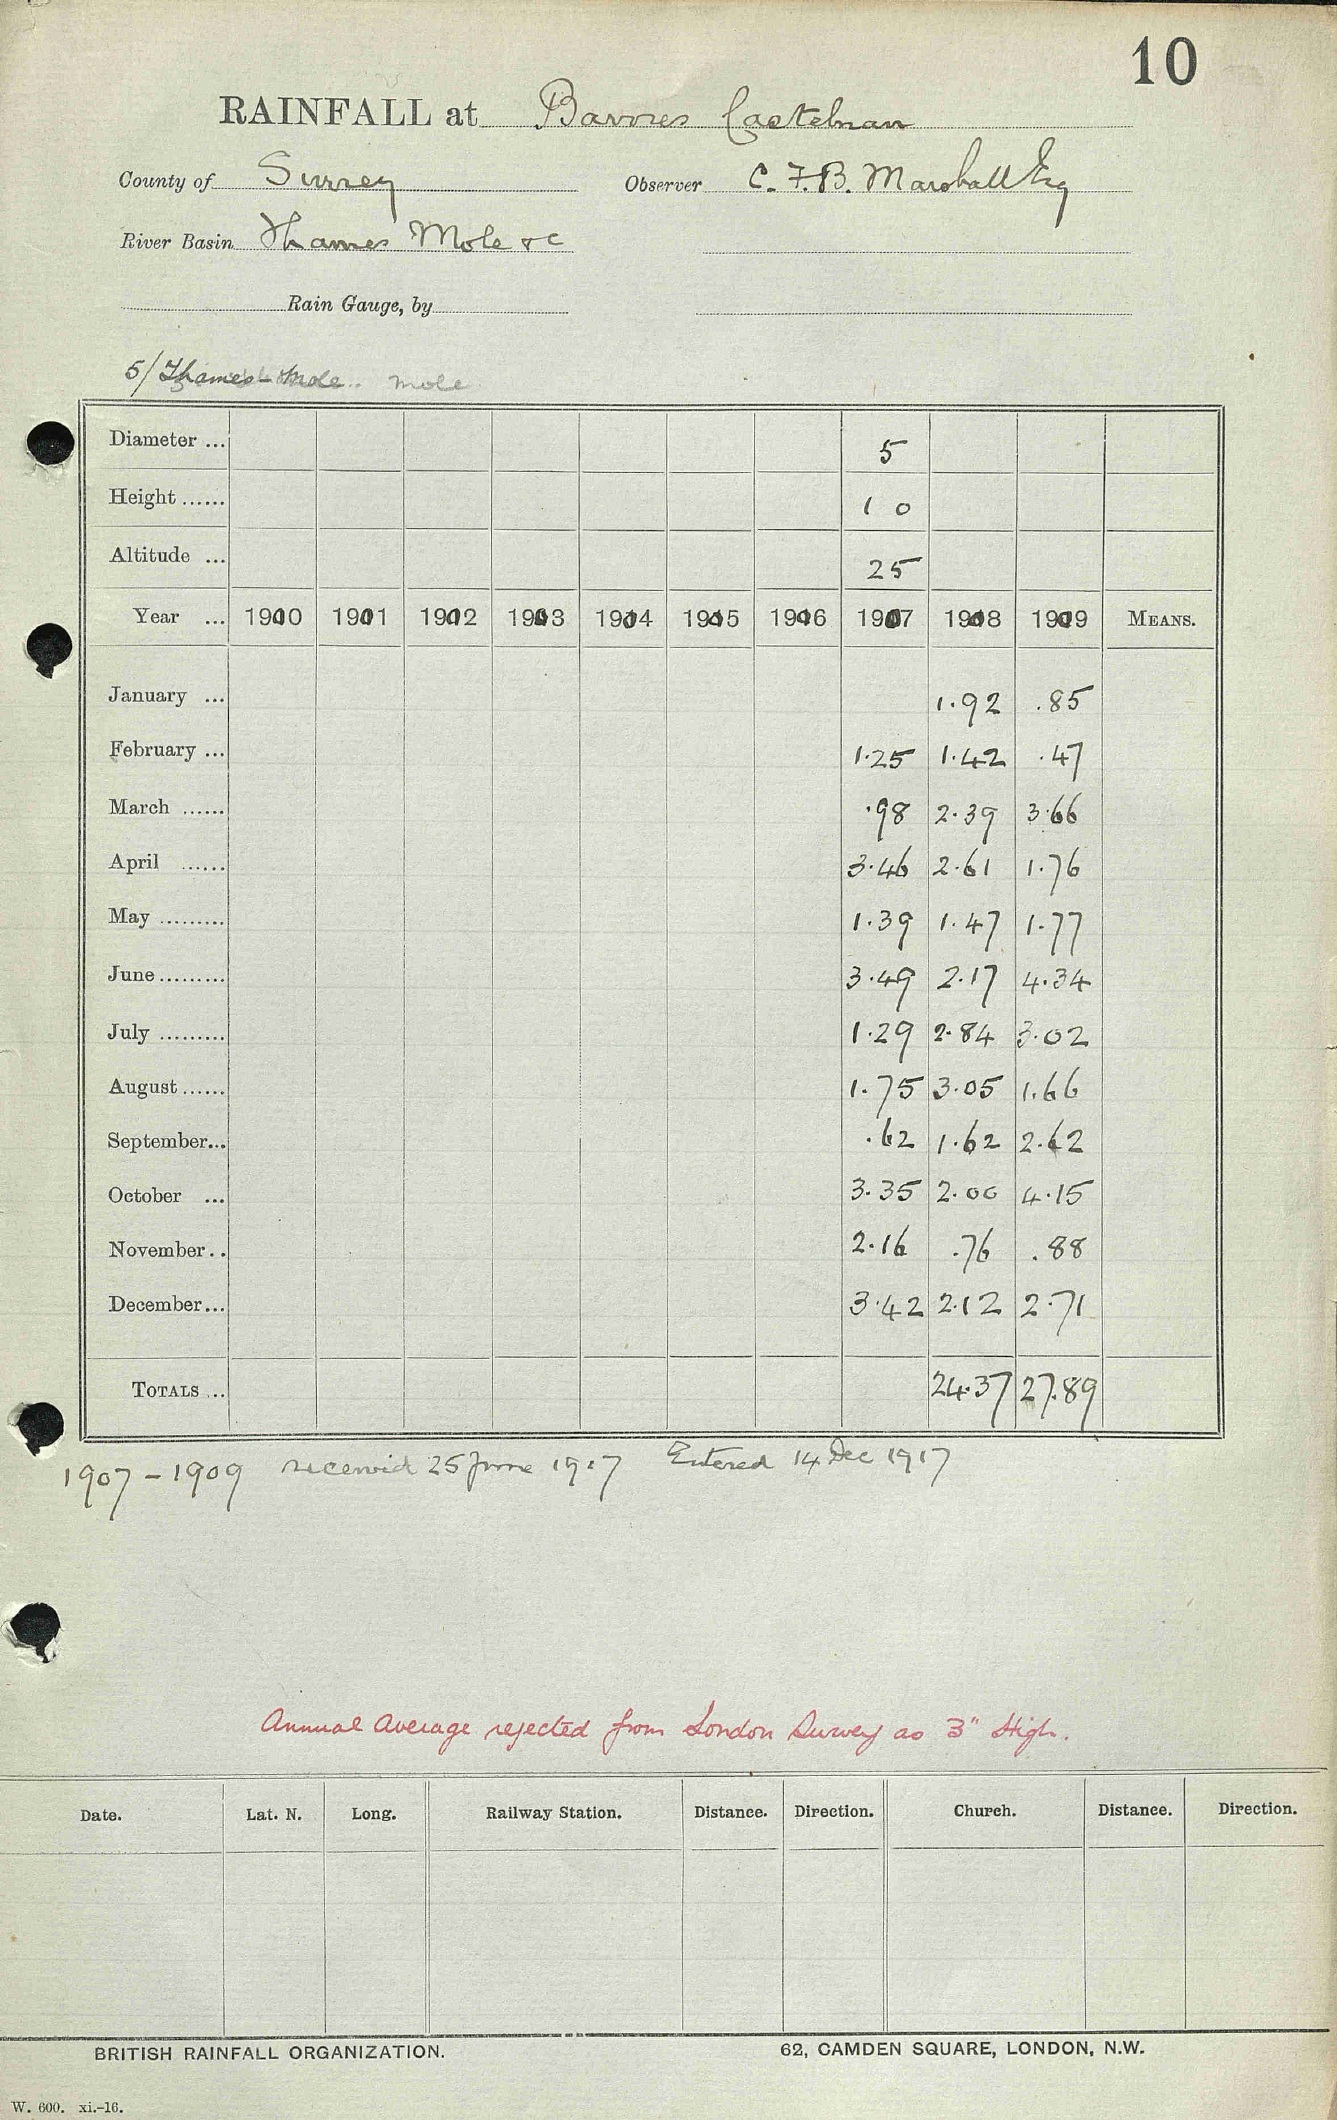 10
RAINFALL at Barnes Castelnau
County of Surrey Observer C. F. B. Marshall Esq
River Basin Thames Mole &c
Rain Gauge, by
5/Thames - Mole.. Mole
Diameter ... 5
Height ...... 1 0
Altitude ... 25
Year ... 1900 1901 1902 1903 1904 1905 1906 1907 1908 1909 MEANS.
January ... 1.92 .85
February ... 1.25 1.42 .47
March ...... .98 2.39 3.66
April ...... 3.46 2.61 1.76
May ......... 1.39 1.47 1.77
June ......... 3.49 2.17 4.34
July ......... 1.29 2.84 3.02
August ...... 1.75 3.05 1.66
September... .62 1.62 2.62
October ... 3.35 2.00 4.15
November.. 2.16 .76 .88
December... 3.42 2.12 2.71
TOTALS ... 24.37 27.89
1907 - 1909 received 25 June 1917 Entered 14 Dec 1917
Annual Average rejected from London Survey as 3" High.
Date. Lat. N. Long. Railway Station. Distance. Direction. Church. Distance. Direction.
BRITISH RAINFALL ORGANIZATION. 62, CAMDEN SQUARE, LONDON, N.W.
W. 600. xi.-16.